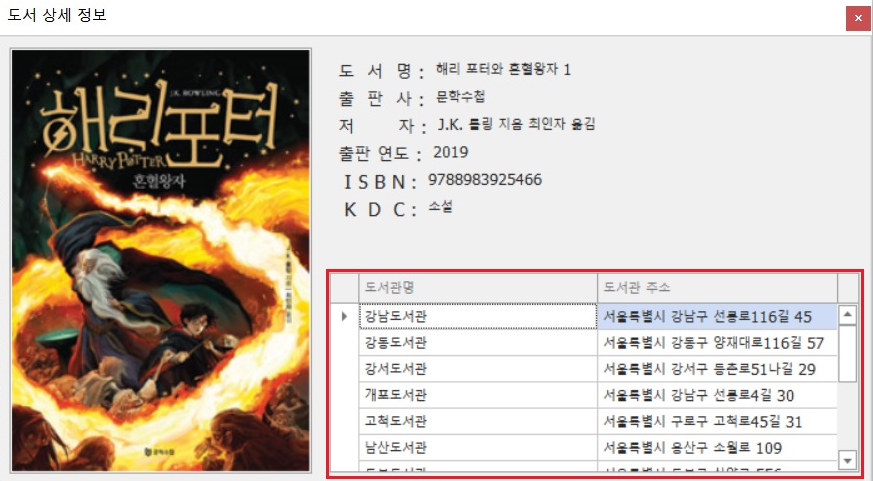 도서 상세 정보
J.K. ROWLING
해리포터
HARRY POTTER
혼혈왕자
문학수첩
도 서 명 : 해리 포터와 혼혈왕자 1
출 판 사 : 문학수첩
저 자 : J.K. 롤링 지음 최인자 옮김
출판 연도 : 2019
I S B N : 9788983925466
K D C : 소설
도서관명 도서관 주소
강남도서관 서울특별시 강남구 선릉로116길 45
강동도서관 서울특별시 강동구 양재대로116길 57
강서도서관 서울특별시 강서구 등촌로51나길 29
개포도서관 서울특별시 강남구 선릉로4길 30
고척도서관 서울특별시 구로구 고척로45길 31
남산도서관 서울특별시 용산구 소월로 109